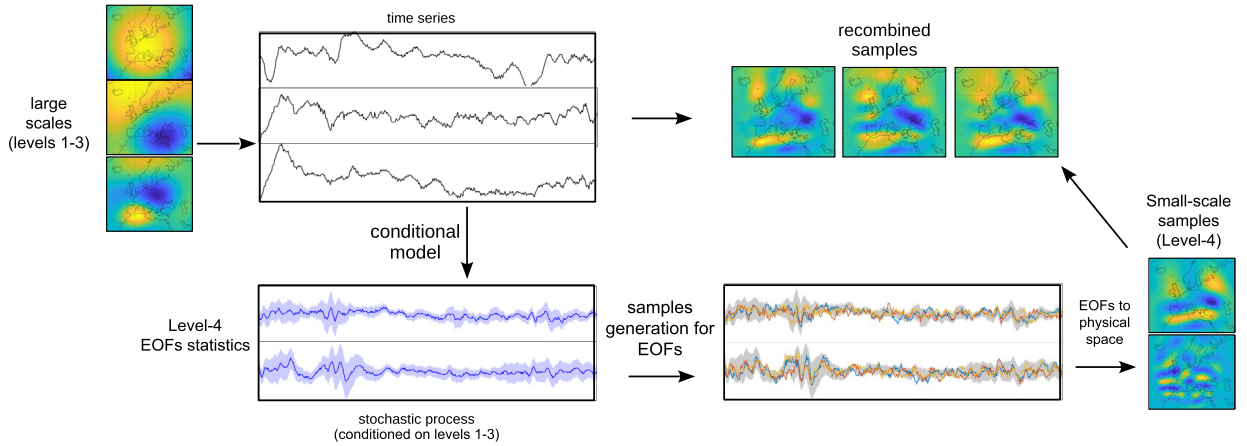 time series
large
scales
(levels 1-3)
recombined
samples
conditional
model
Small-scale
samples
(Level-4)
Level-4
EOFs statistics
samples
generation for
EOFs
EOFs to
physical
space
stochastic process
(conditioned on levels 1-3)